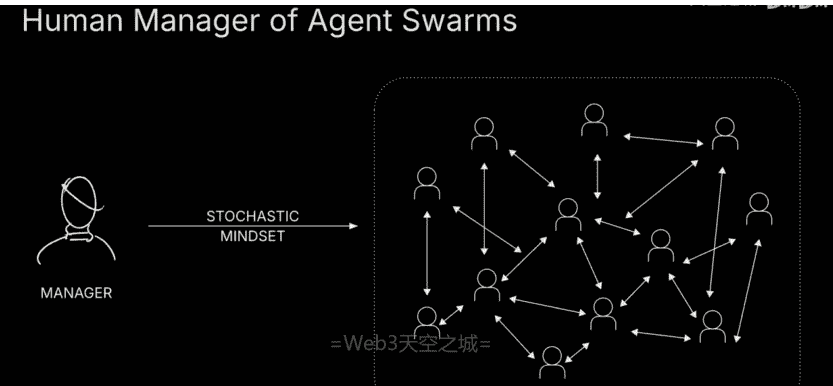 Human Manager of Agent Swarms
STOCHASTIC
MINDSET
MANAGER
=Web3天空之城=